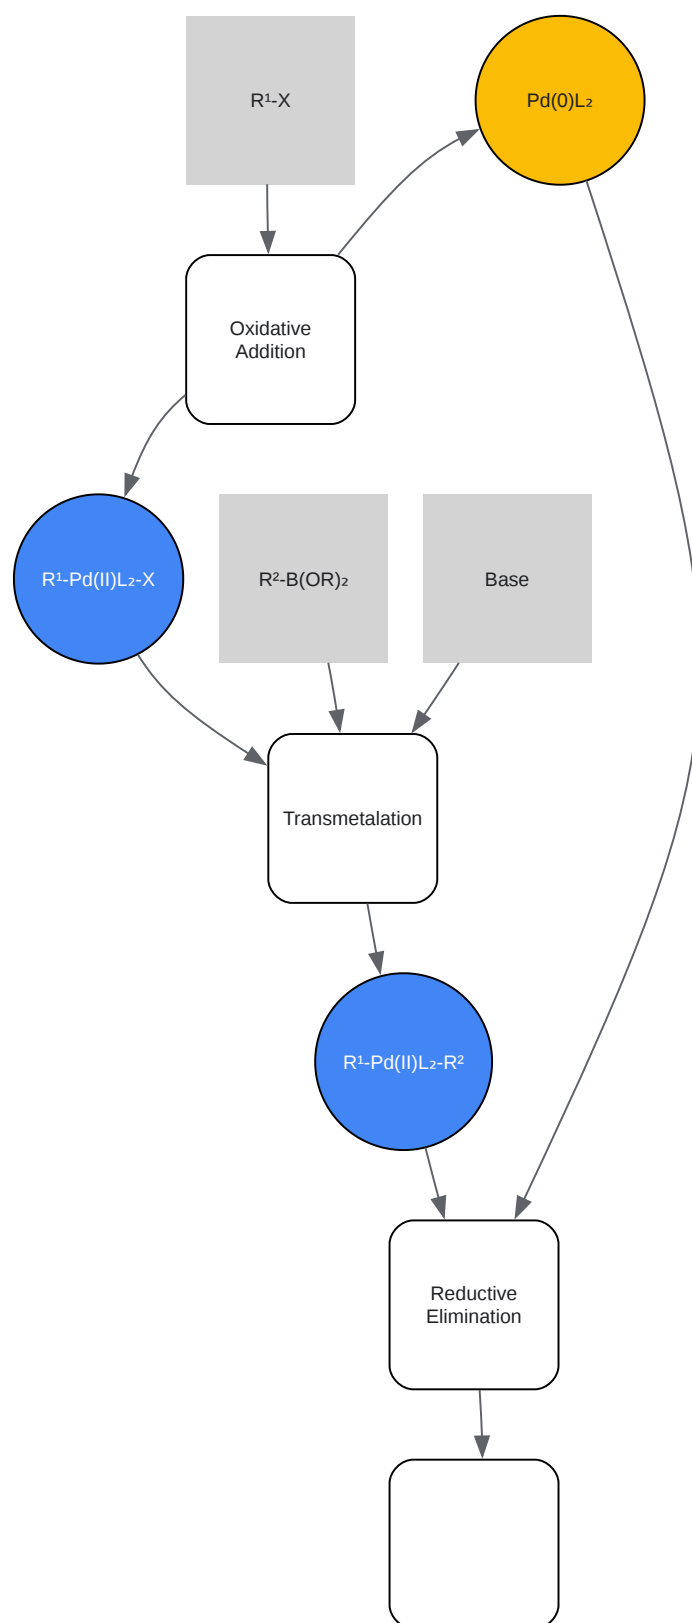 R¹-X
Pd(0)L₂
Oxidative
Addition
R¹-Pd(II)L₂-X
R²-B(OR)₂
Base
Transmetalation
R¹-Pd(II)L₂-R²
Reductive
Elimination